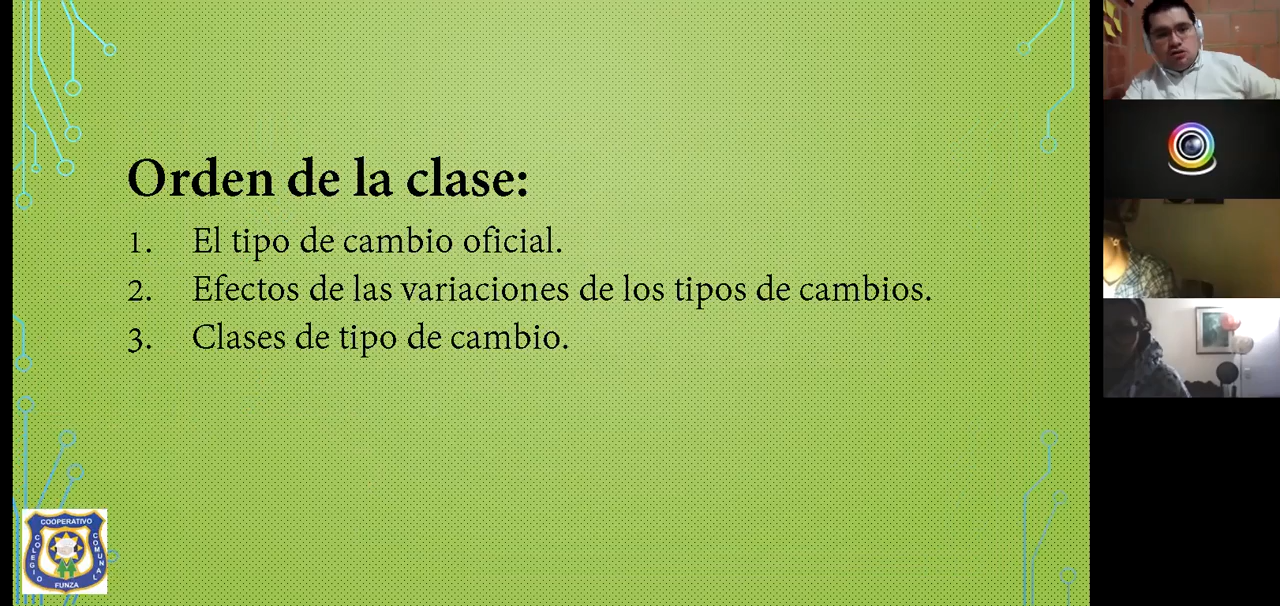 Orden de la clase:
1. El tipo de cambio oficial.
2. Efectos de las variaciones de los tipos de cambios.
3. Clases de tipo de cambio.
COOPERATIVO
COLEGIO
COMUNAL
FUNZA